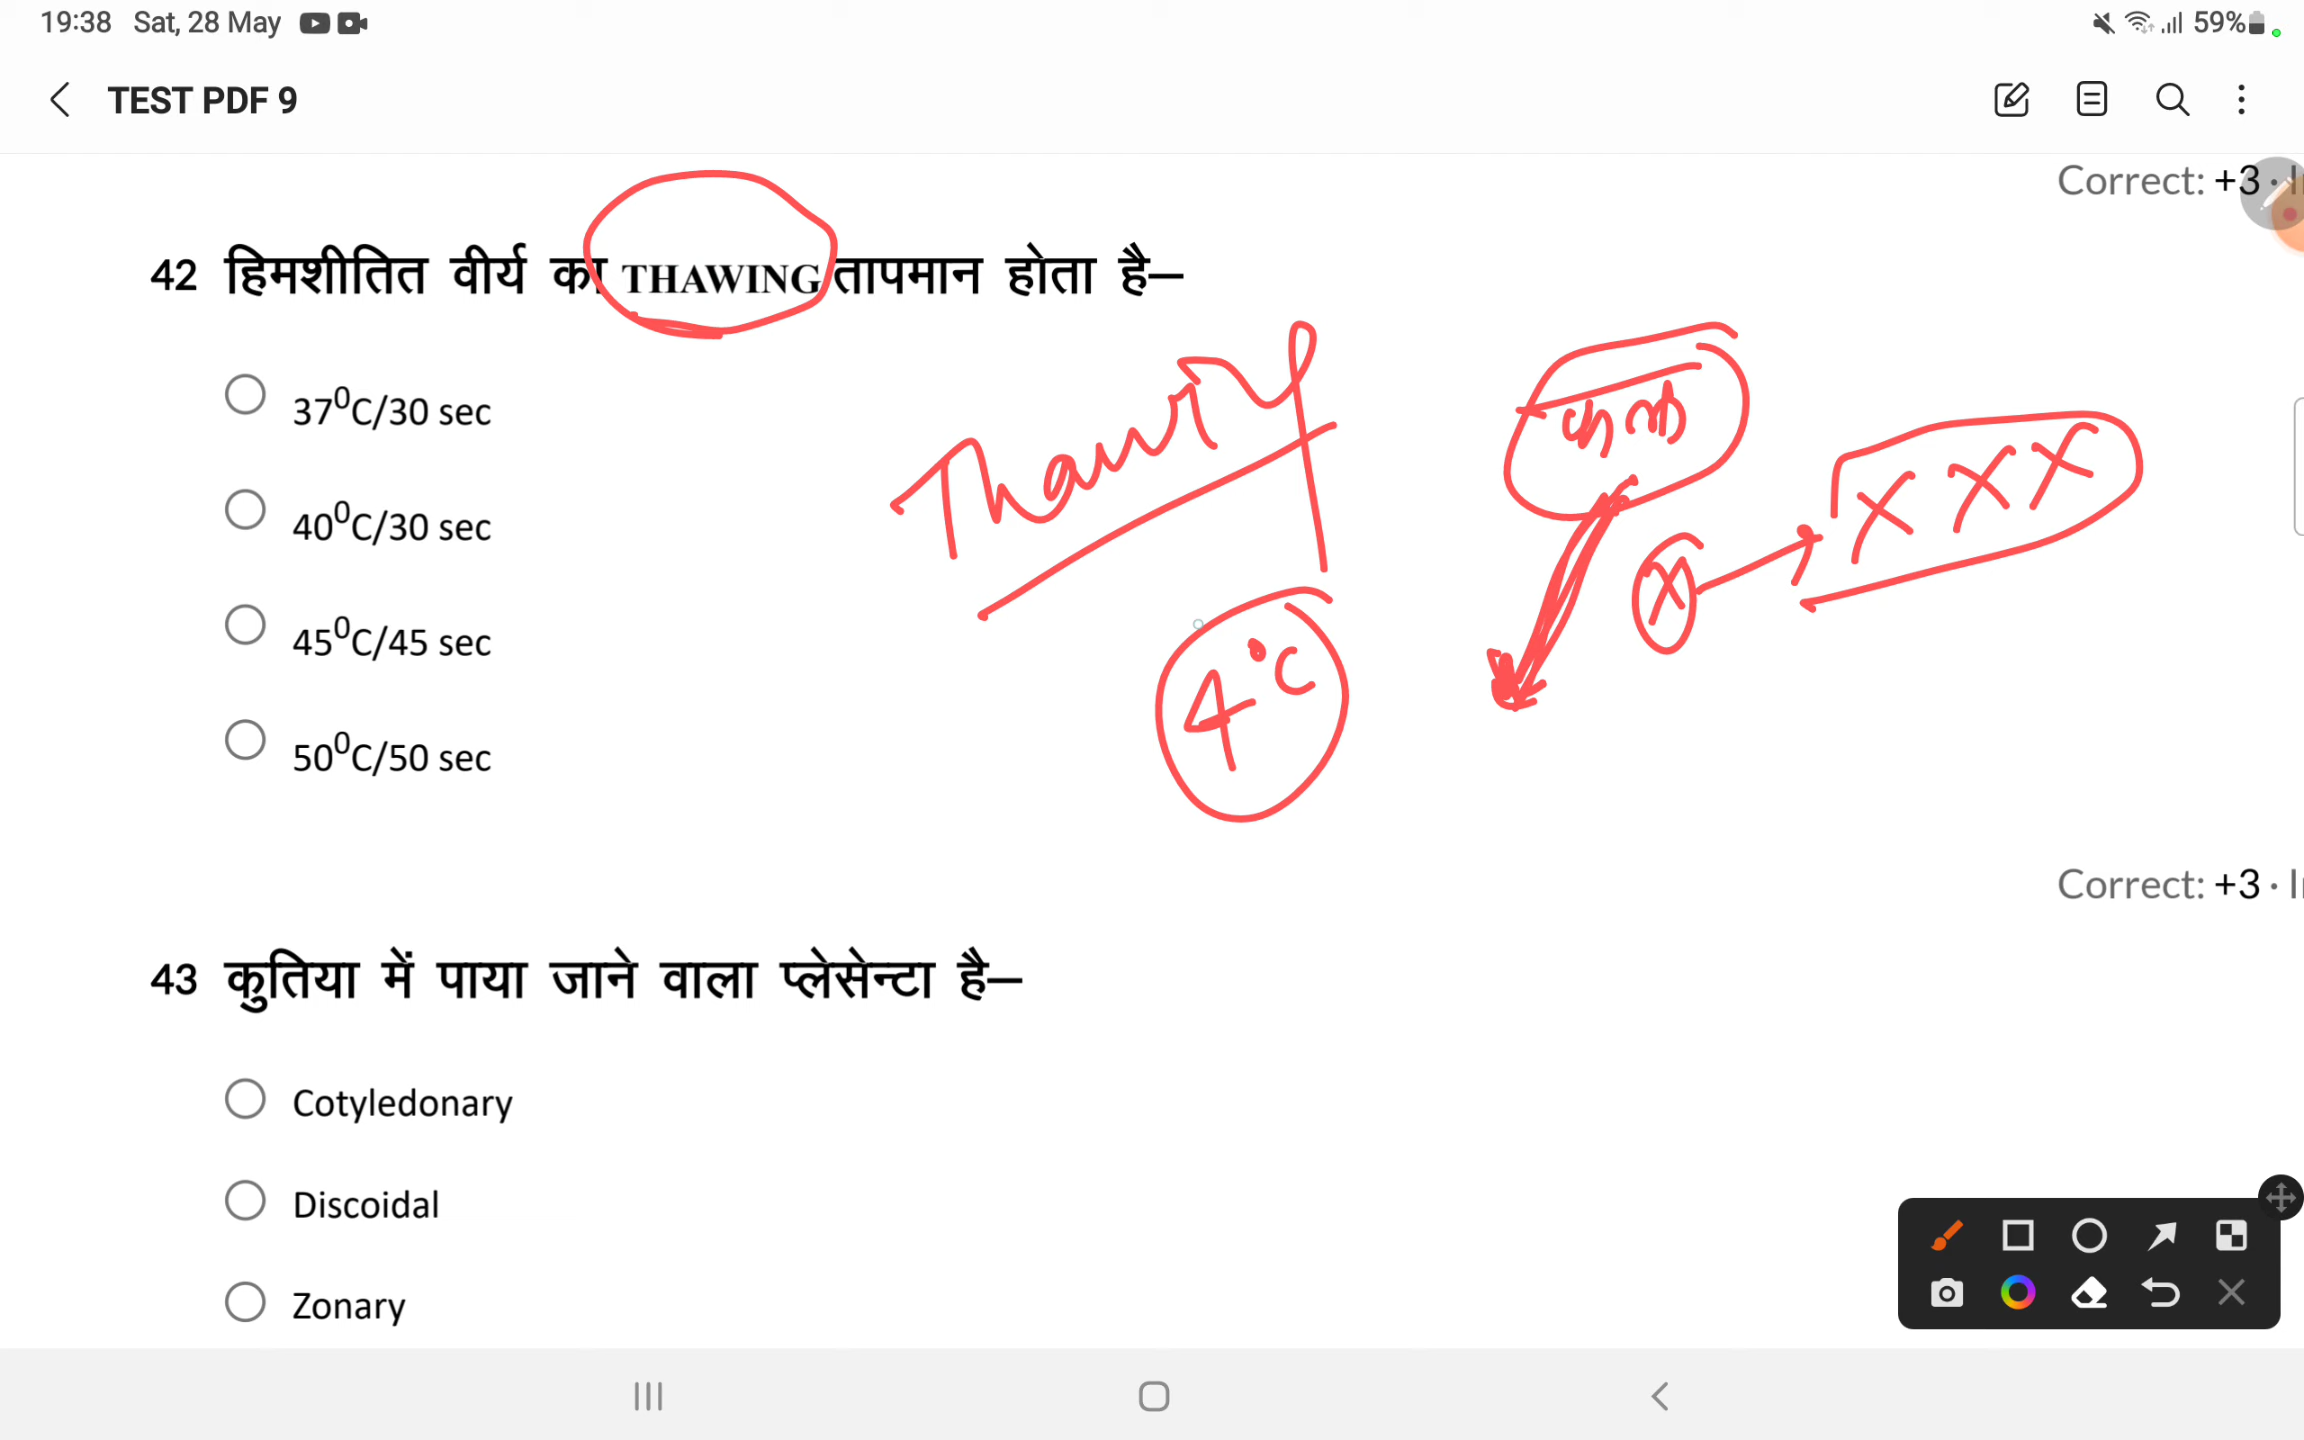 19:38 Sat, 28 May 59%
TEST PDF 9
Correct: +3 ·
42 हिमशीतित वीर्य का THAWING तापमान होता है–
37⁰C/30 sec
40⁰C/30 sec
45⁰C/45 sec
50⁰C/50 sec
Thawing
4°C
x → x x x
Correct: +3 ·
43 कुतिया में पाया जाने वाला प्लेसेन्टा है–
Cotyledonary
Discoidal
Zonary